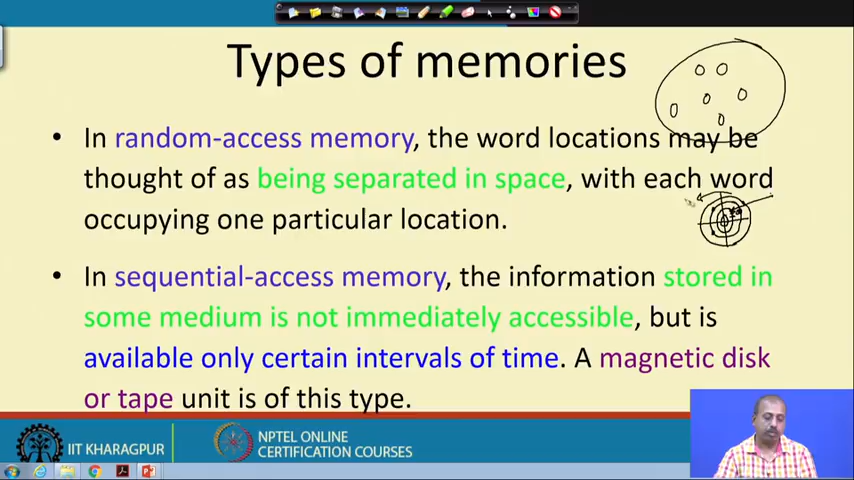 Types of memories
• In random-access memory, the word locations may be
thought of as being separated in space, with each word
occupying one particular location.
• In sequential-access memory, the information stored in
some medium is not immediately accessible, but is
available only certain intervals of time. A magnetic disk
or tape unit is of this type.
IIT KHARAGPUR
NPTEL ONLINE
CERTIFICATION COURSES